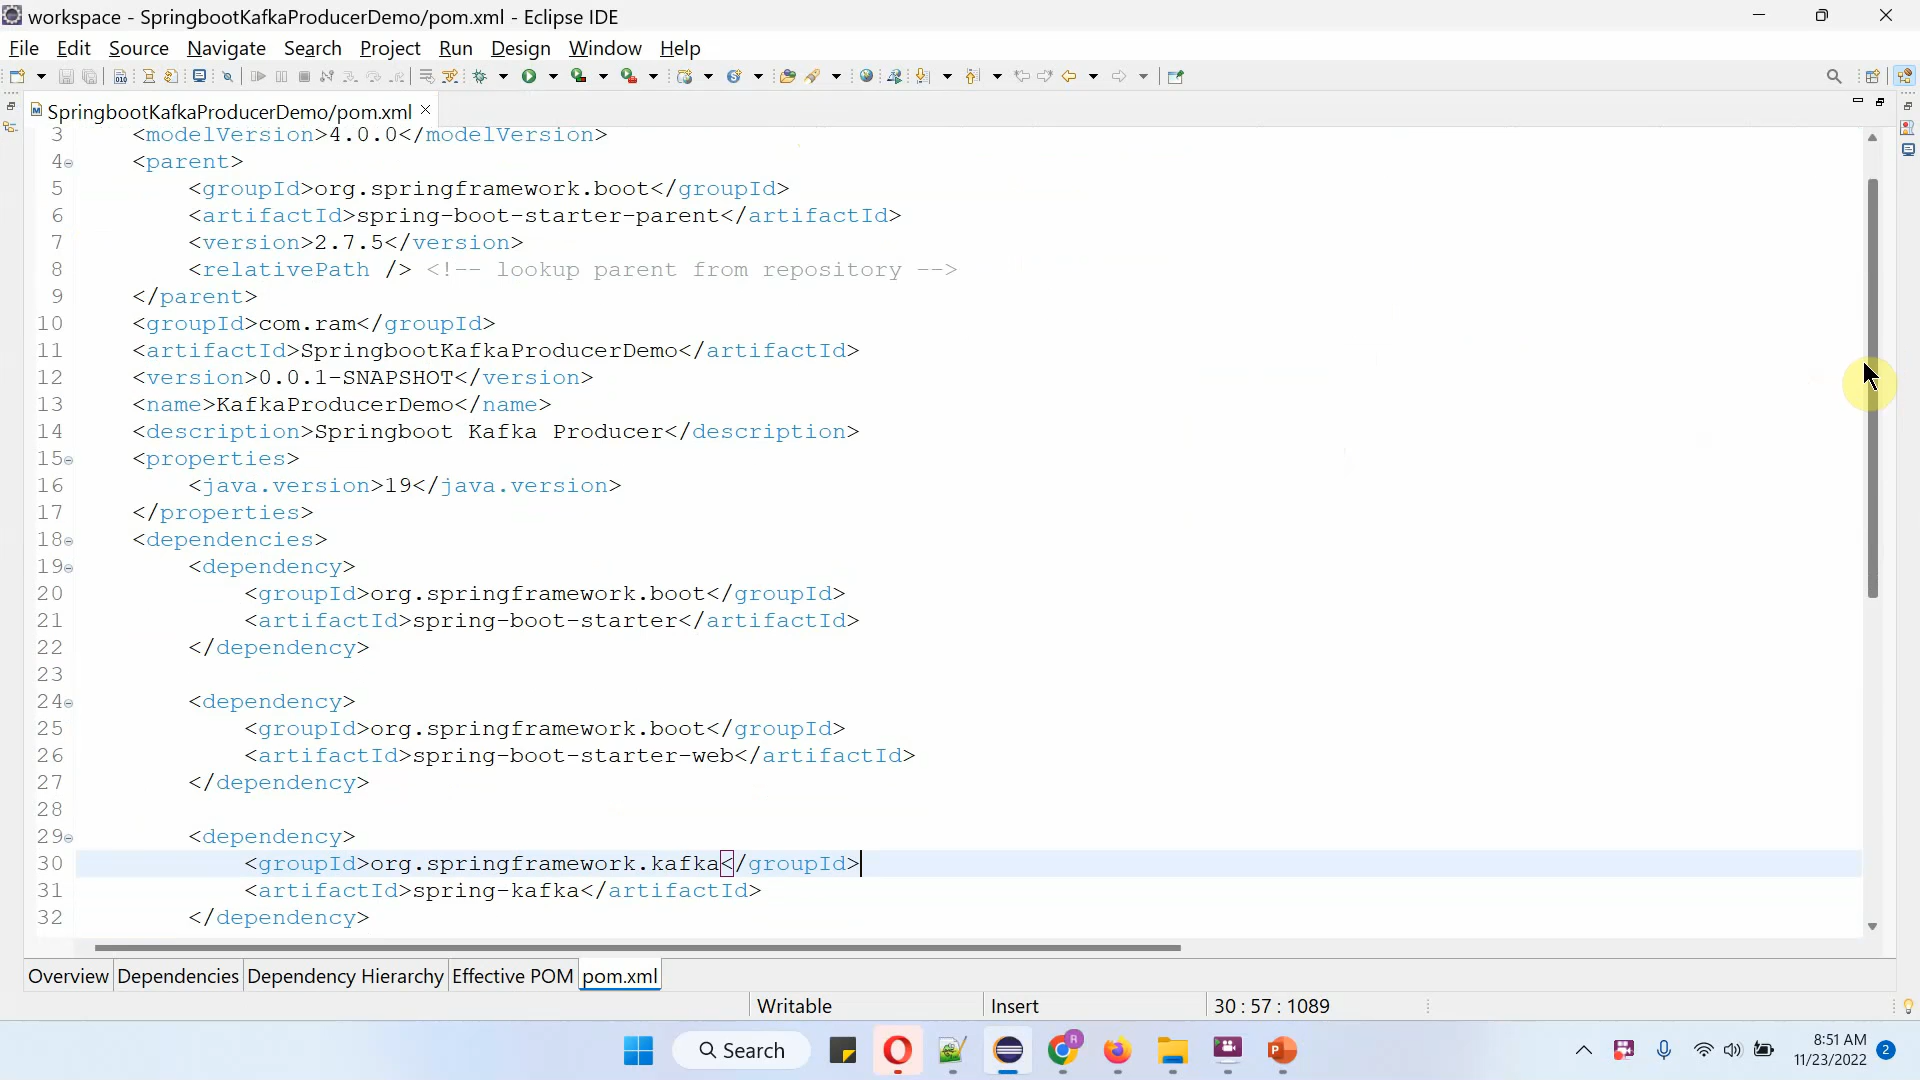 workspace - SpringbootKafkaProducerDemo/pom.xml - Eclipse IDE
File Edit Source Navigate Search Project Run Design Window Help
SpringbootKafkaProducerDemo/pom.xml
3 <modelVersion>4.0.0</modelVersion>
4 <parent>
5 <groupId>org.springframework.boot</groupId>
6 <artifactId>spring-boot-starter-parent</artifactId>
7 <version>2.7.5</version>
8 <relativePath /> <!-- lookup parent from repository -->
9 </parent>
10 <groupId>com.ram</groupId>
11 <artifactId>SpringbootKafkaProducerDemo</artifactId>
12 <version>0.0.1-SNAPSHOT</version>
13 <name>KafkaProducerDemo</name>
14 <description>Springboot Kafka Producer</description>
15 <properties>
16 <java.version>19</java.version>
17 </properties>
18 <dependencies>
19 <dependency>
20 <groupId>org.springframework.boot</groupId>
21 <artifactId>spring-boot-starter</artifactId>
22 </dependency>
23
24 <dependency>
25 <groupId>org.springframework.boot</groupId>
26 <artifactId>spring-boot-starter-web</artifactId>
27 </dependency>
28
29 <dependency>
30 <groupId>org.springframework.kafka</groupId>
31 <artifactId>spring-kafka</artifactId>
32 </dependency>
Overview Dependencies Dependency Hierarchy Effective POM pom.xml
Writable Insert 30 : 57 : 1089
Search
8:51 AM
11/23/2022
2